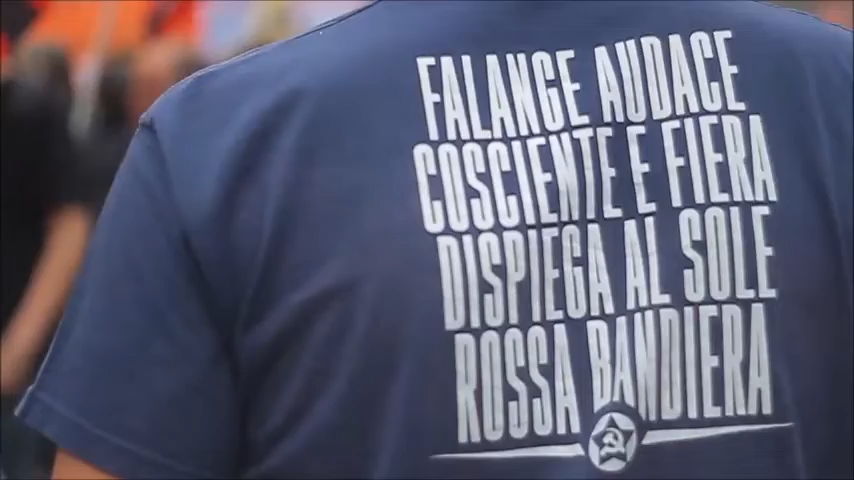 FALANGE AUDACE
COSCIENTE E FIERA
DISPIEGA AL SOLE
ROSSA BANDIERA